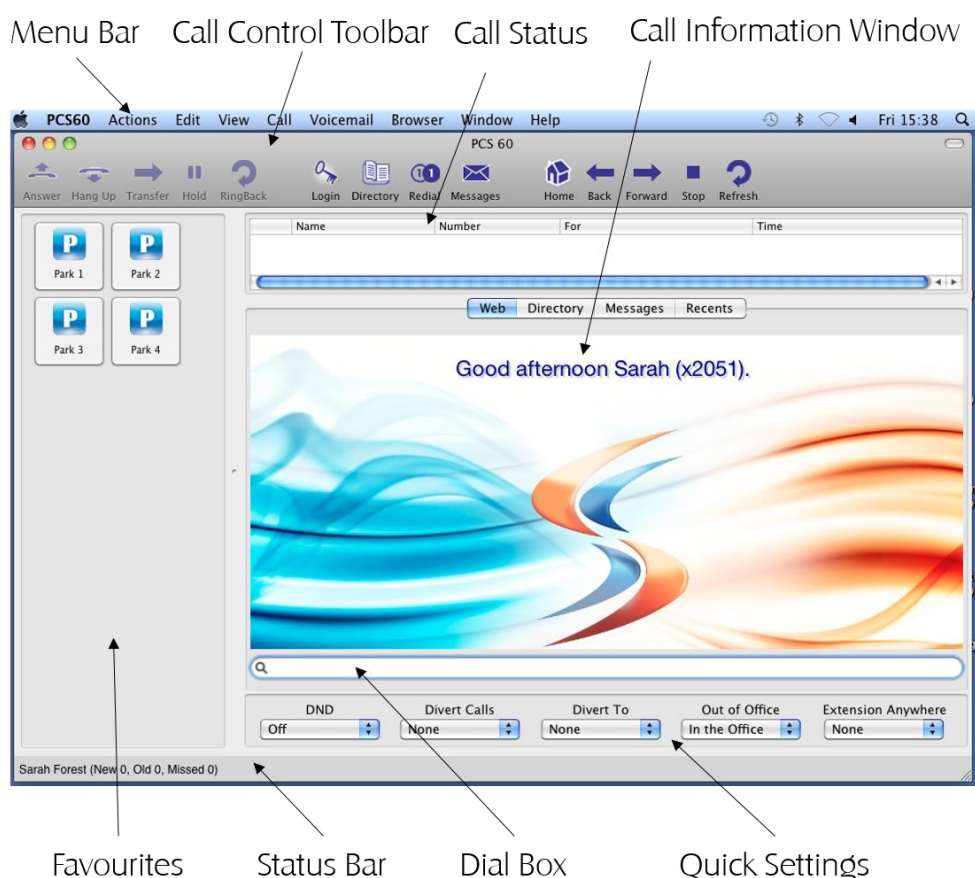 Menu Bar Call Control Toolbar Call Status Call Information Window
PCS60 Actions Edit View Call Voicemail Browser Window Help Fri 15:38
PCS 60
Answer Hang Up Transfer Hold RingBack Login Directory Redial Messages Home Back Forward Stop Refresh
Name Number For Time
P P
Park 1 Park 2
Web Directory Messages Recents
P P
Park 3 Park 4
Good afternoon Sarah (x2051).
DND Divert Calls Divert To Out of Office Extension Anywhere
Off None None In the Office None
Sarah Forest (New 0, Old 0, Missed 0)
Favourites Status Bar Dial Box Quick Settings